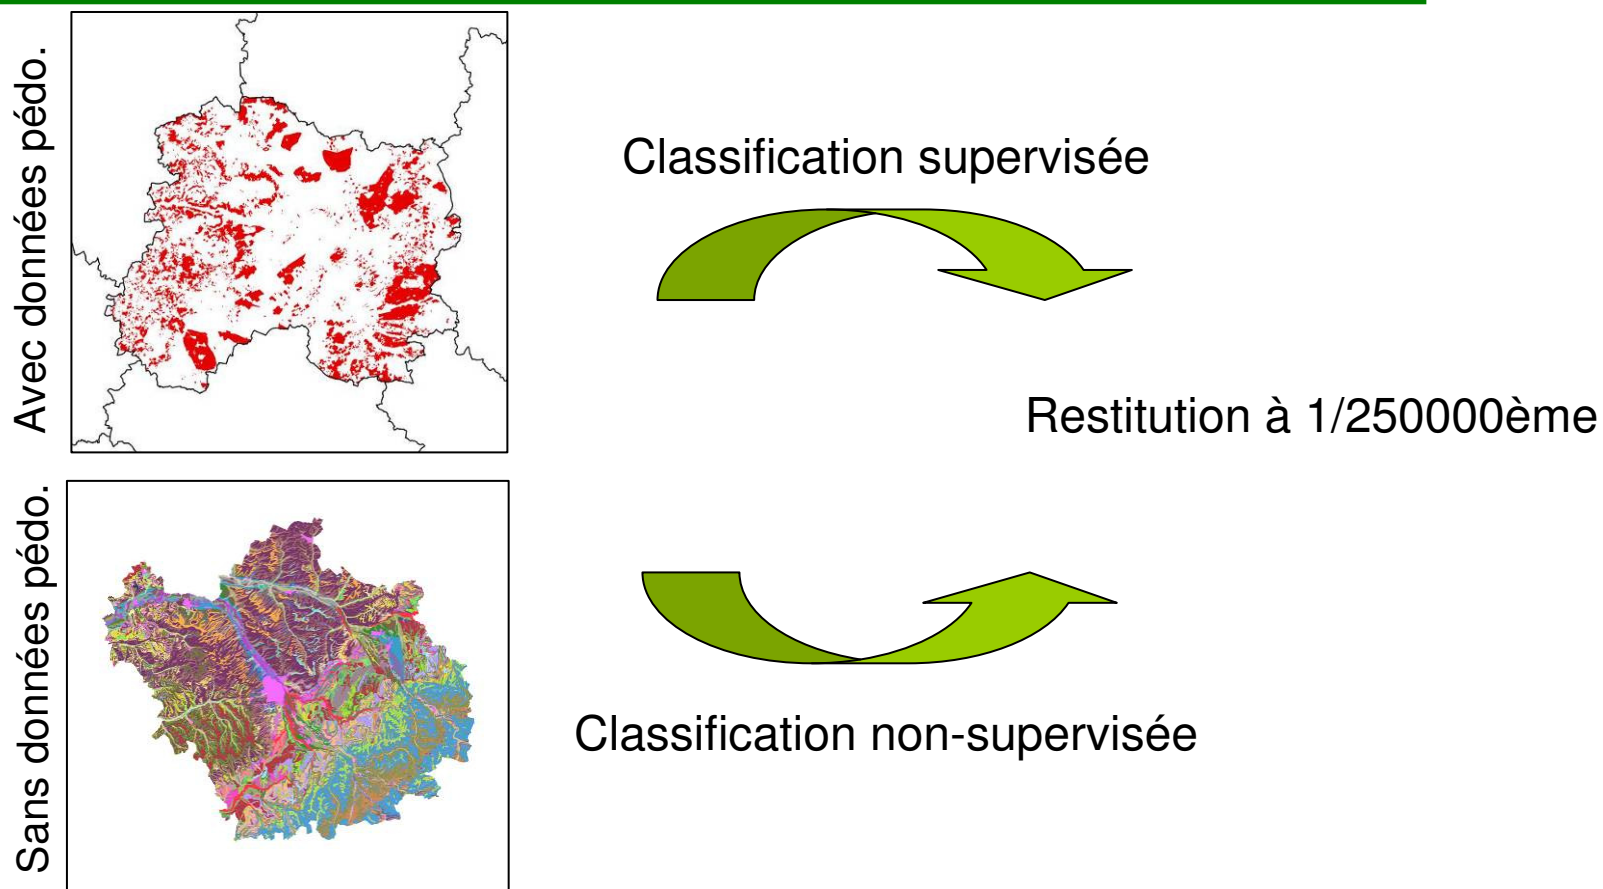 Avec données pédo.
Classification supervisée
Restitution à 1/250000ème
Sans données pédo.
Classification non-supervisée